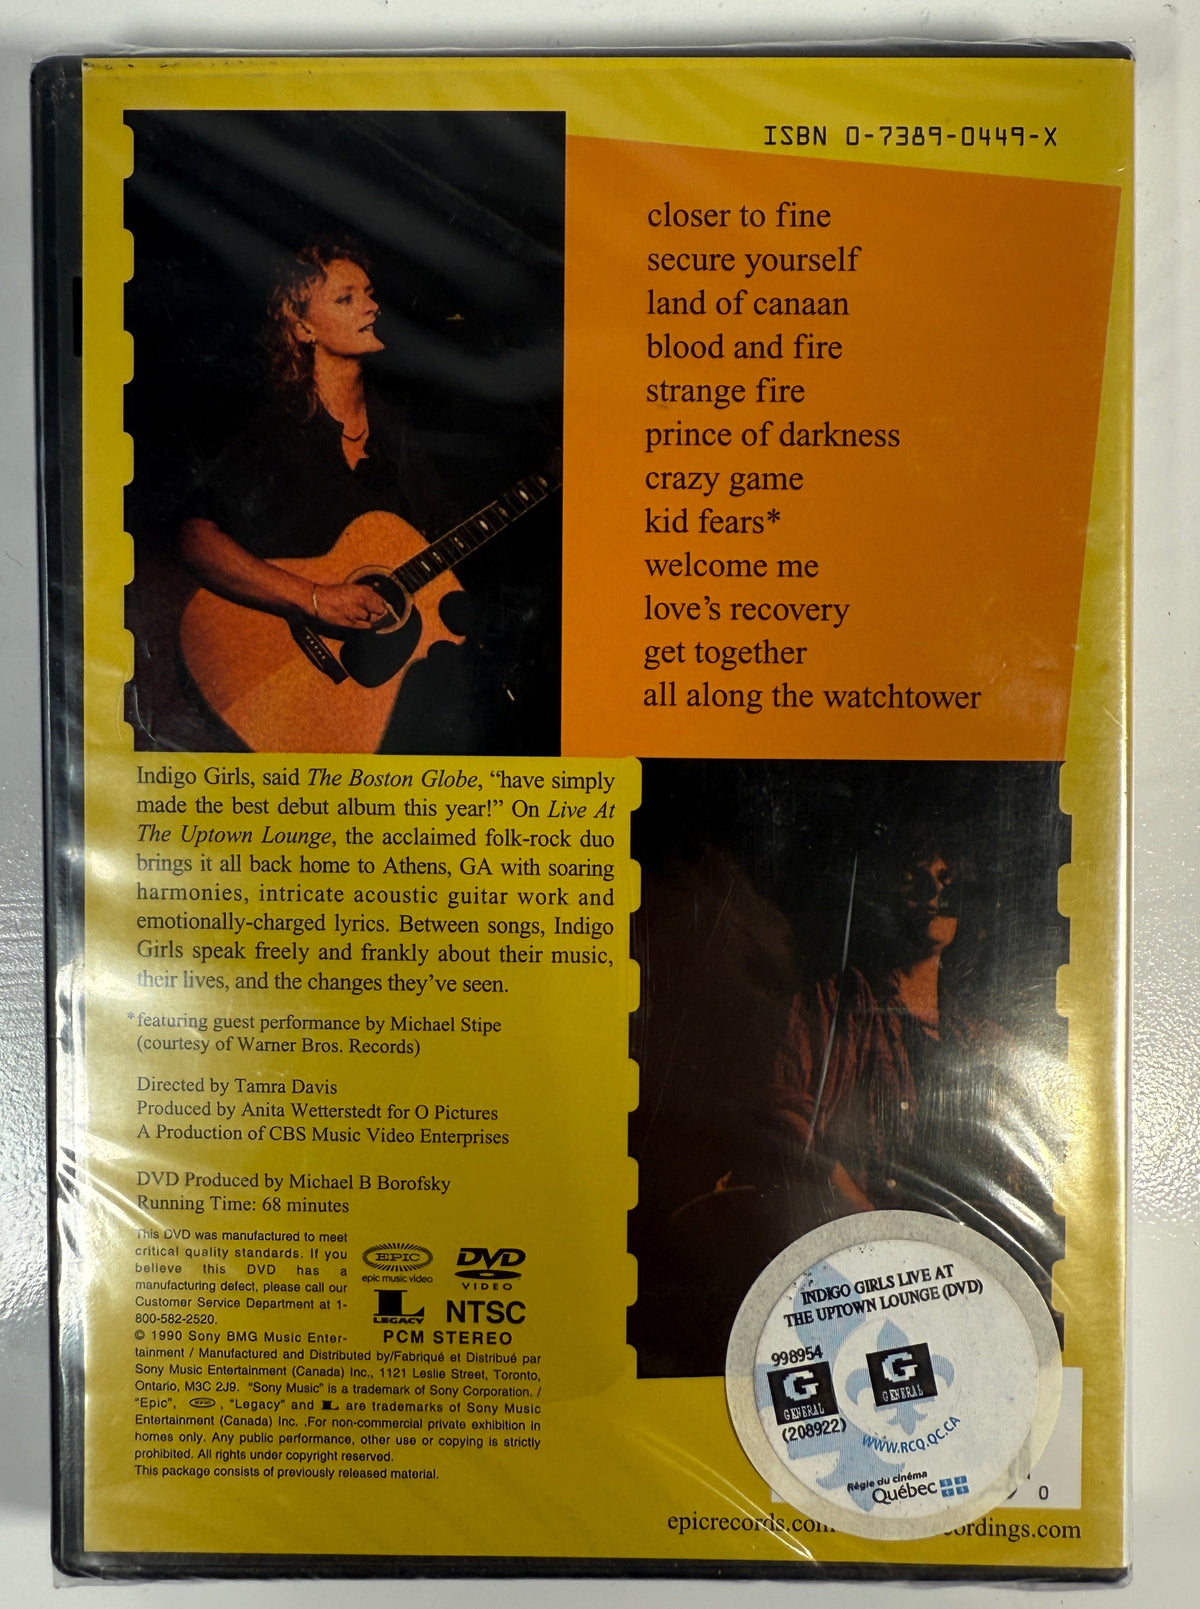 ISBN 0-7389-0449-X
closer to fine
secure yourself
land of canaan
blood and fire
strange fire
prince of darkness
crazy game
kid fears*
welcome me
love's recovery
get together
all along the watchtower
Indigo Girls, said The Boston Globe, “have simply
made the best debut album this year!” On Live At
The Uptown Lounge, the acclaimed folk-rock duo
brings it all back home to Athens, GA with soaring
harmonies, intricate acoustic guitar work and
emotionally-charged lyrics. Between songs, Indigo
Girls speak freely and frankly about their music,
their lives, and the changes they’ve seen.
*featuring guest performance by Michael Stipe
(courtesy of Warner Bros. Records)
Directed by Tamra Davis
Produced by Anita Wetterstedt for O Pictures
A Production of CBS Music Video Enterprises
DVD Produced by Michael B Borofsky
Running Time: 68 minutes
This DVD was manufactured to meet
critical quality standards. If you
believe this DVD has a
manufacturing defect, please call our
Customer Service Department at 1-
800-582-2520.
© 1990 Sony BMG Music Enter-
tainment / Manufactured and Distributed by/Fabriqué et Distribué par
Sony Music Entertainment (Canada) Inc., 1121 Leslie Street, Toronto,
Ontario, M3C 2J9. “Sony Music” is a trademark of Sony Corporation. /
“Epic”, EPIC, “Legacy” and L are trademarks of Sony Music
Entertainment (Canada) Inc. .For non-commercial private exhibition in
homes only. Any public performance, other use or copying is strictly
prohibited. All rights under copyright reserved.
This package consists of previously released material.
EPIC
epic music video
DVD
VIDEO
L
LEGACY
NTSC
PCM STEREO
INDIGO GIRLS LIVE AT
THE UPTOWN LOUNGE (DVD)
998954
G
GENERAL
(208922)
G
GENERAL
WWW.RCQ.QC.CA
Régie du cinéma
Québec
0
epicrecords.com
ordings.com